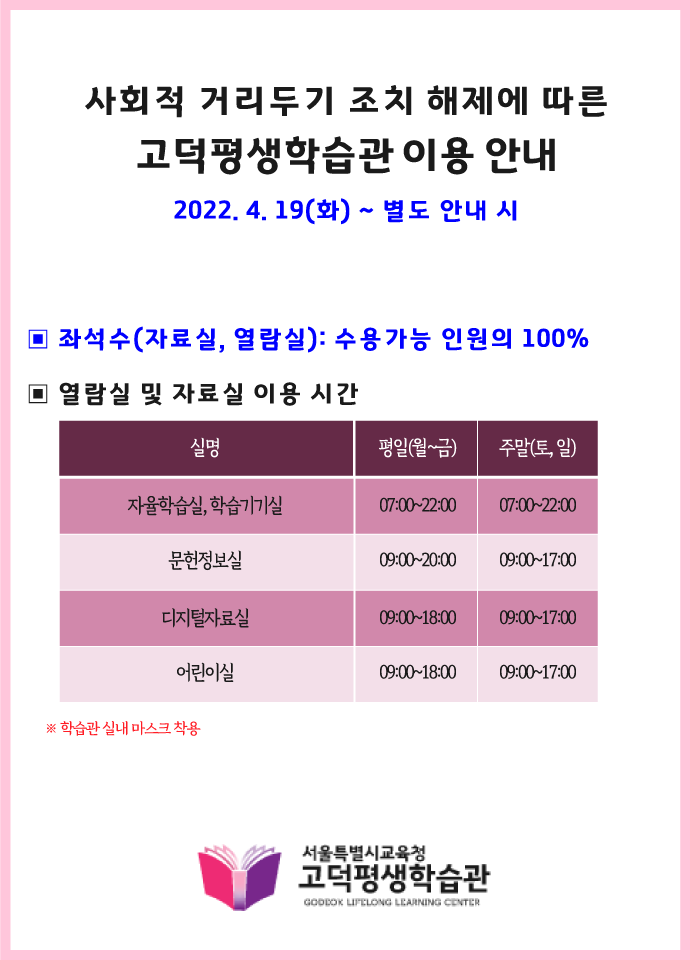 사회적 거리두기 조치 해제에 따른
고덕평생학습관 이용 안내
2022. 4. 19(화) ~ 별도 안내 시
▣ 좌석수(자료실, 열람실): 수용가능 인원의 100%
▣ 열람실 및 자료실 이용 시간
실명 평일(월~금) 주말(토, 일)
자율학습실, 학습기기실 07:00~22:00 07:00~22:00
문헌정보실 09:00~20:00 09:00~17:00
디지털자료실 09:00~18:00 09:00~17:00
어린이실 09:00~18:00 09:00~17:00
※ 학습관 실내 마스크 착용
서울특별시교육청
고덕평생학습관
GODEOK LIFELONG LEARNING CENTER